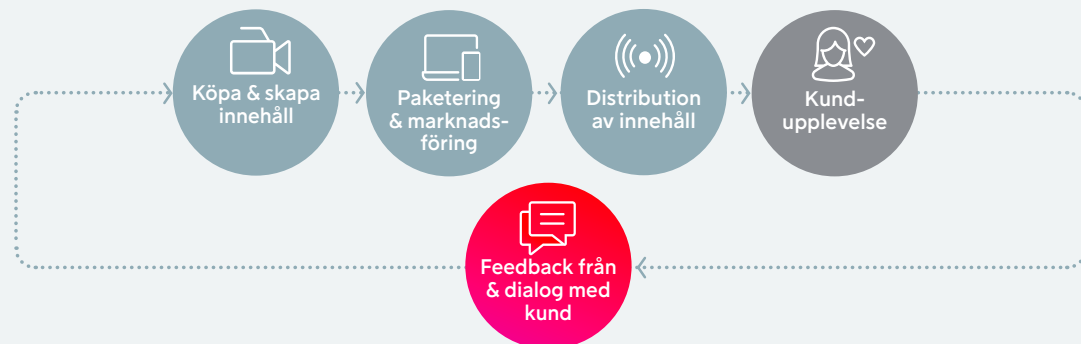 Köpa & skapa
innehåll
Paketering
& marknads-
föring
Distribution
av innehåll
Kund-
upplevelse
Feedback från
& dialog med
kund